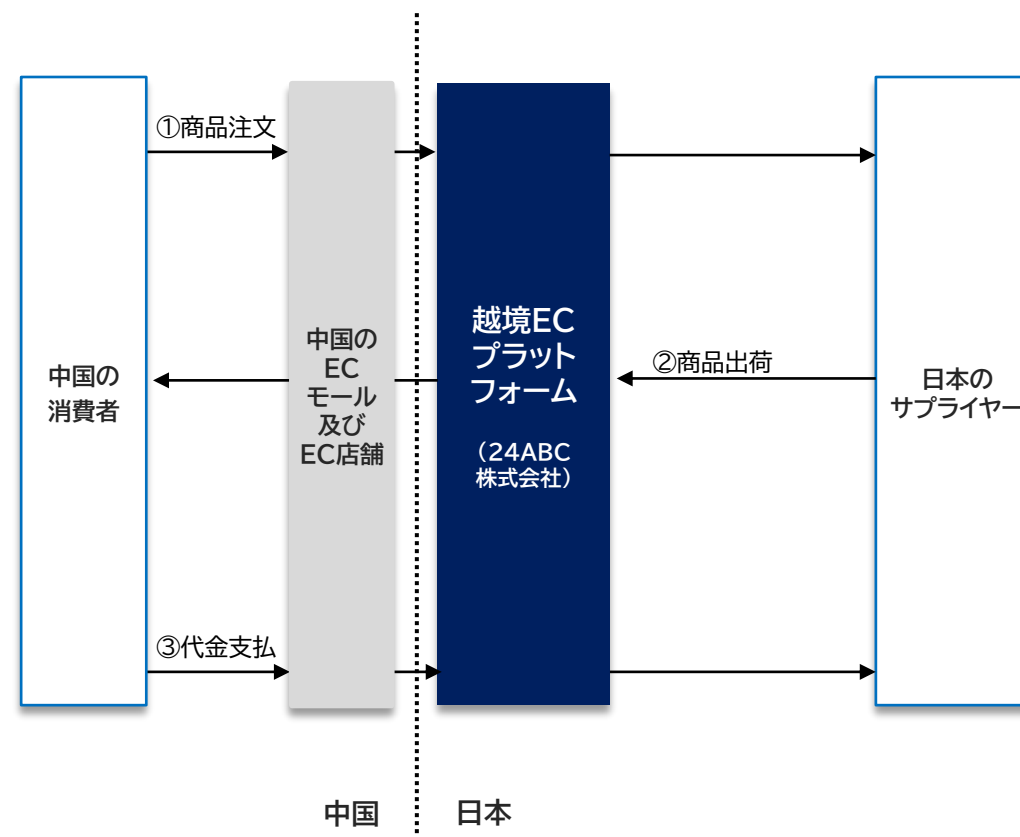 ①商品注文
中国の
消費者
中国の
EC
モール
及び
EC店舗
越境EC
プラット
フォーム
（24ABC
株式会社）
②商品出荷
日本の
サプライヤー
③代金支払
中国
日本